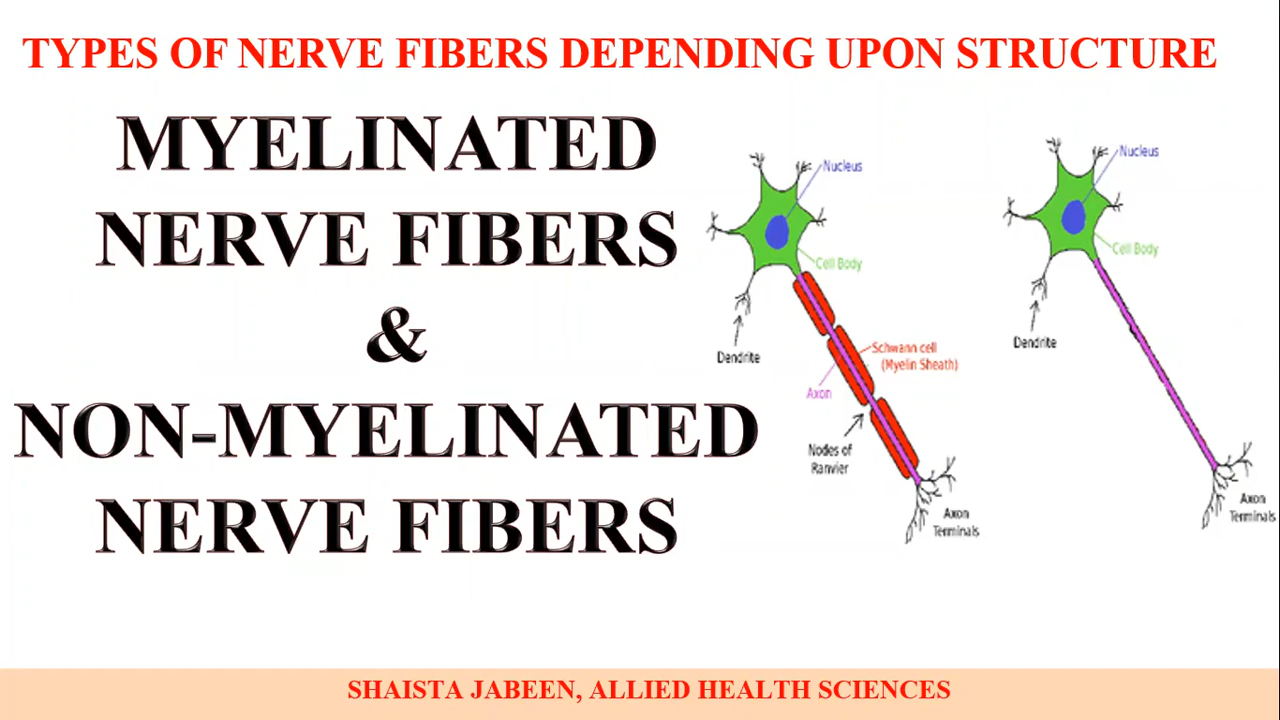 TYPES OF NERVE FIBERS DEPENDING UPON STRUCTURE
MYELINATED
NERVE FIBERS
&
NON-MYELINATED
NERVE FIBERS
Nucleus
Cell Body
Dendrite
Schwann cell
(Myelin Sheath)
Axon
Nodes of
Ranvier
Axon
Terminals
Nucleus
Cell Body
Dendrite
Axon
Terminals
SHAISTA JABEEN, ALLIED HEALTH SCIENCES